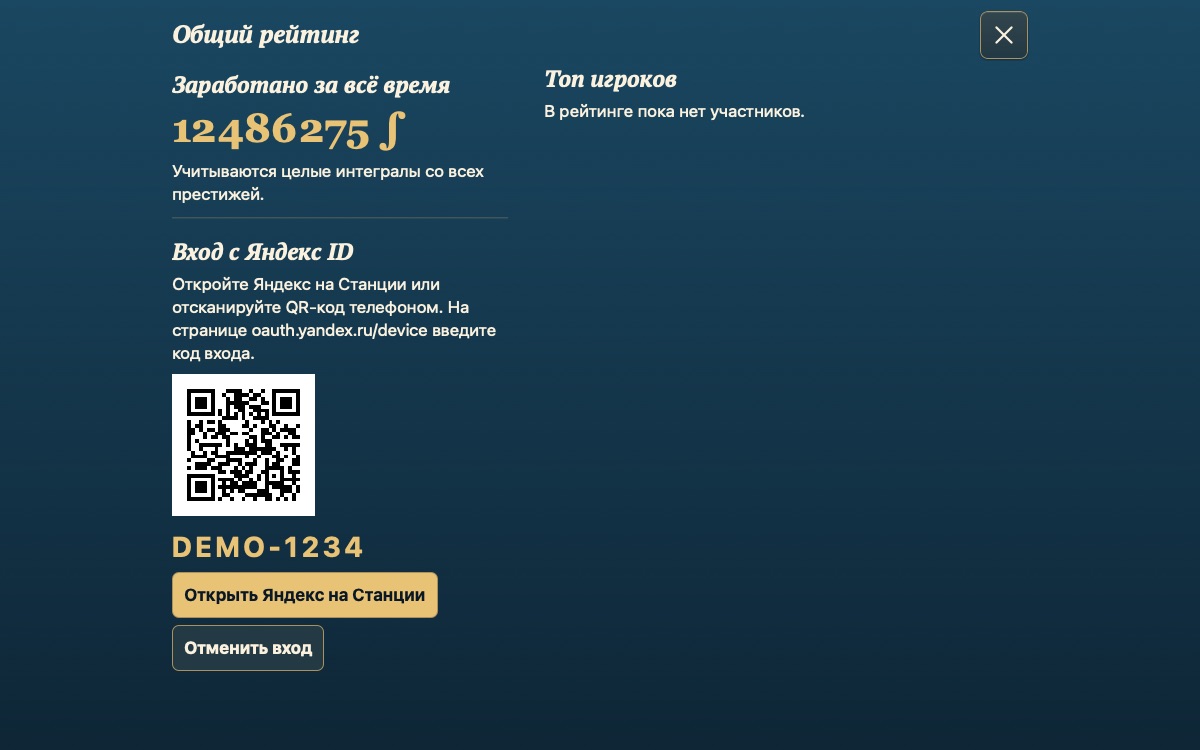 Общий рейтинг
Заработано за всё время
12486275 ∫
Учитываются целые интегралы со всех
престижей.
Вход с Яндекс ID
Откройте Яндекс на Станции или
отсканируйте QR-код телефоном. На
странице oauth.yandex.ru/device введите
код входа.
DEMO-1234
Открыть Яндекс на Станции
Отменить вход
Топ игроков
В рейтинге пока нет участников.